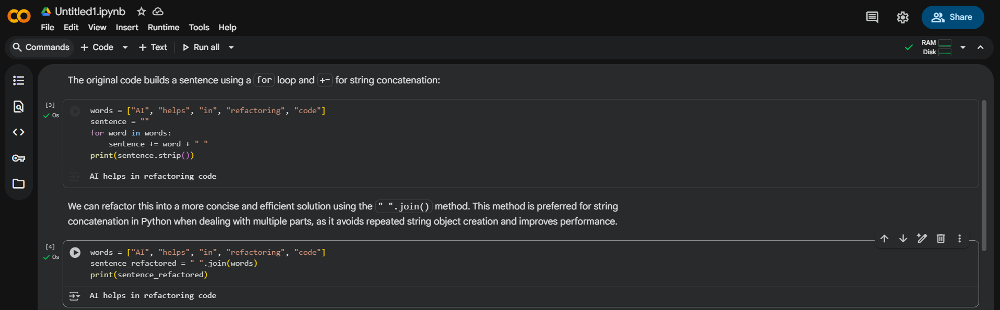 Untitled1.ipynb
File Edit View Insert Runtime Tools Help
Share
Commands + Code + Text Run all
RAM
Disk
The original code builds a sentence using a for loop and += for string concatenation:
[3]
0s
words = ["AI", "helps", "in", "refactoring", "code"]
sentence = ""
for word in words:
    sentence += word + " "
print(sentence.strip())
AI helps in refactoring code
We can refactor this into a more concise and efficient solution using the " ".join() method. This method is preferred for string
concatenation in Python when dealing with multiple parts, as it avoids repeated string object creation and improves performance.
[4]
0s
words = ["AI", "helps", "in", "refactoring", "code"]
sentence_refactored = " ".join(words)
print(sentence_refactored)
AI helps in refactoring code